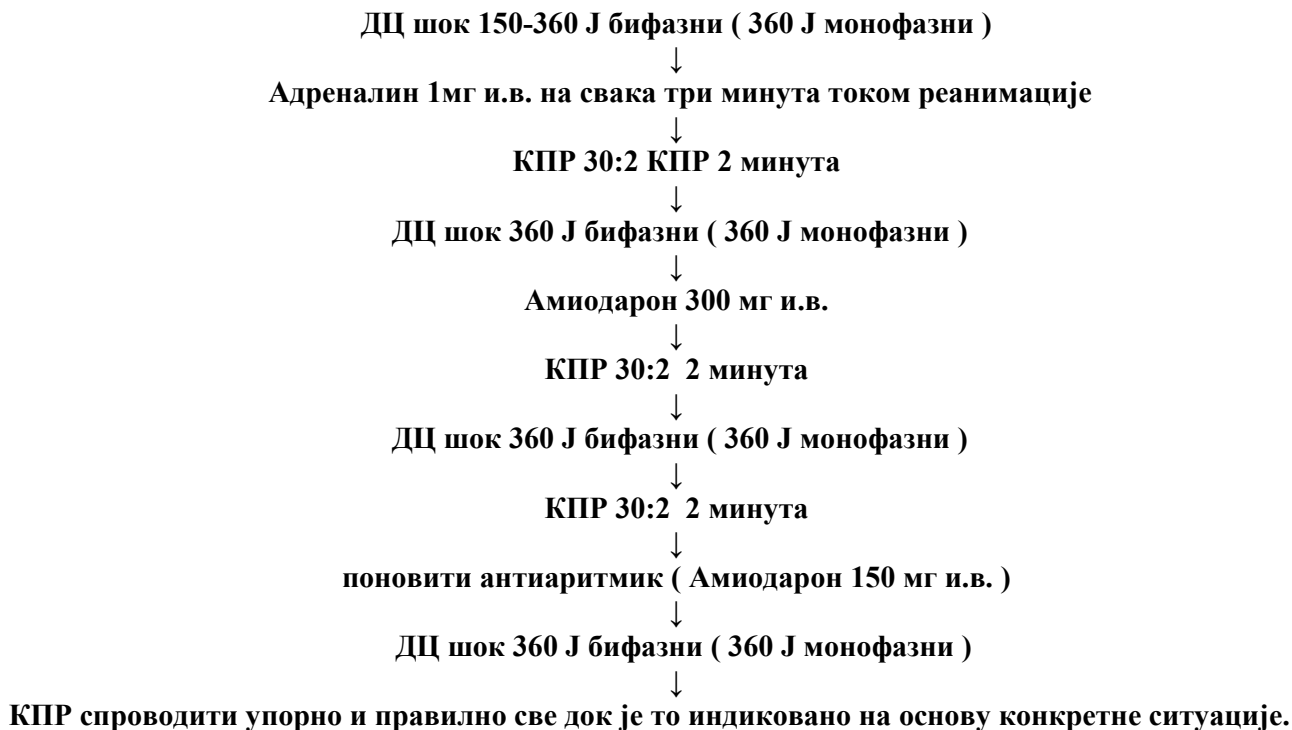 ДЦ шок 150-360 Ј бифазни ( 360 Ј монофазни )
↓
Адреналин 1мг и.в. на свака три минута током реанимације
↓
КПР 30:2 КПР 2 минута
↓
ДЦ шок 360 Ј бифазни ( 360 Ј монофазни )
↓
Амиодарон 300 мг и.в.
↓
КПР 30:2  2 минута
↓
ДЦ шок 360 Ј бифазни ( 360 Ј монофазни )
↓
КПР 30:2  2 минута
↓
поновити антиаритмик ( Амиодарон 150 мг и.в. )
↓
ДЦ шок 360 Ј бифазни ( 360 Ј монофазни )
↓
КПР спроводити упорно и правилно све док је то индиковано на основу конкретне ситуације.